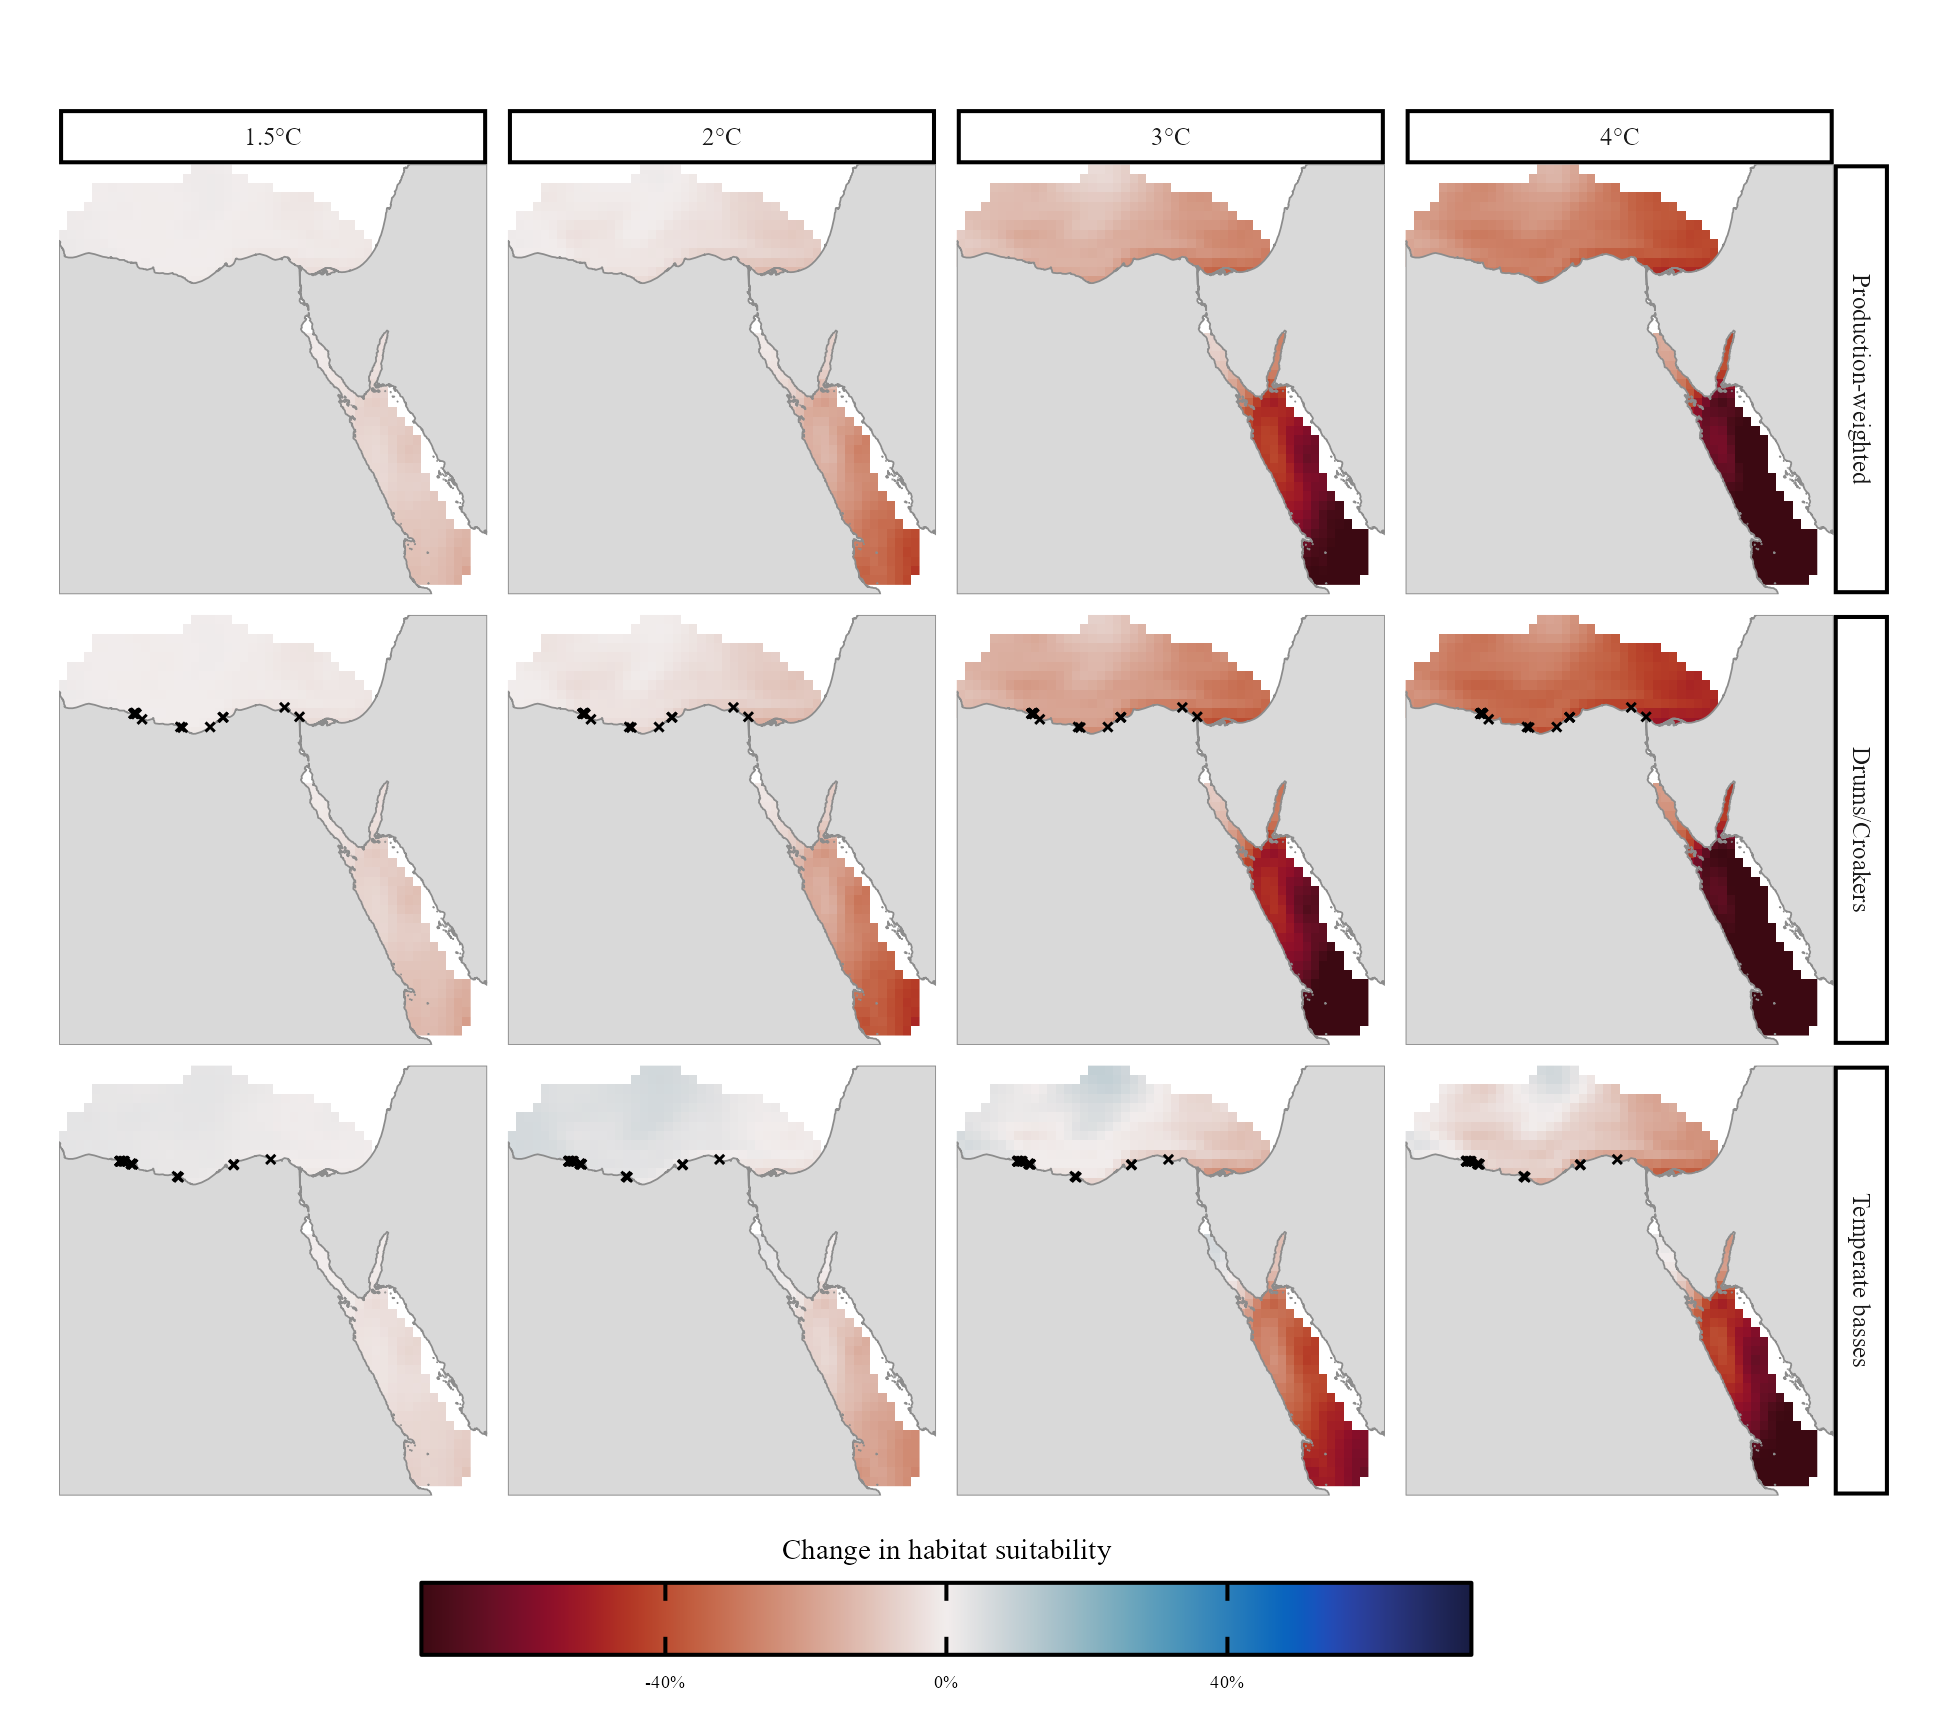 1.5°C
2°C
3°C
4°C
Production-weighted
Drums/Croakers
Temperate basses
Change in habitat suitability
-40%
0%
40%